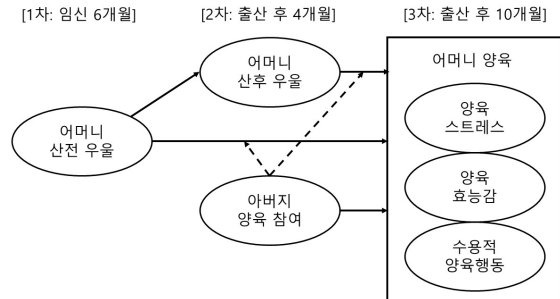 [1차: 임신 6개월]
[2차: 출산 후 4개월]
[3차: 출산 후 10개월]
어머니
산후 우울
어머니 양육
양육
스트레스
어머니
산전 우울
양육
효능감
아버지
양육 참여
수용적
양육행동